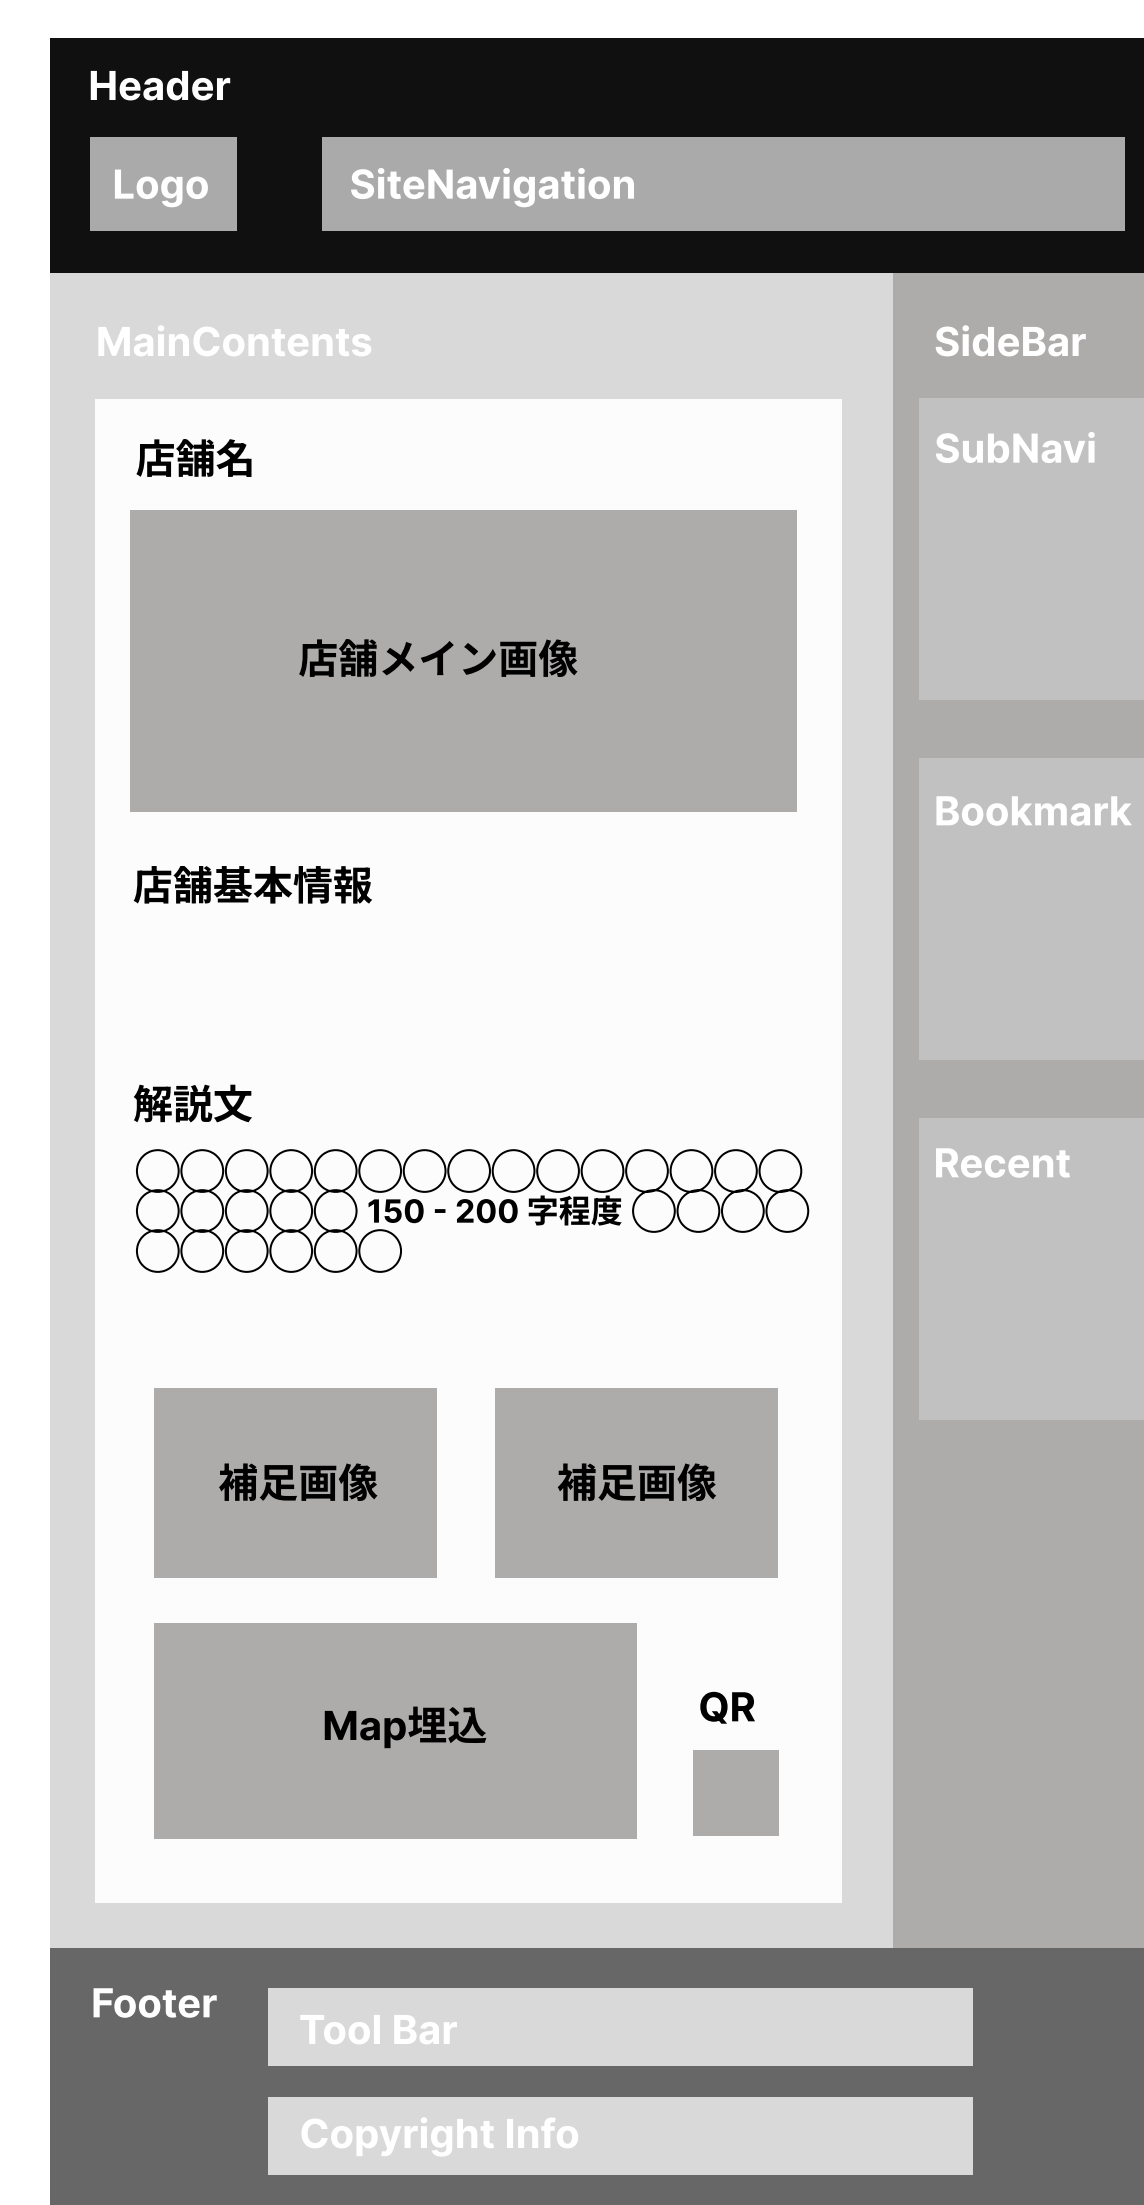 Header
Logo
SiteNavigation
MainContents
店舗名
店舗メイン画像
店舗基本情報
解説文
◯◯◯◯◯◯◯◯◯◯◯◯◯◯◯
◯◯◯◯◯ 150 - 200 字程度 ◯◯◯◯
◯◯◯◯◯◯
補足画像
補足画像
Map埋込
QR
SideBar
SubNavi
Bookmark
Recent
Footer
Tool Bar
Copyright Info